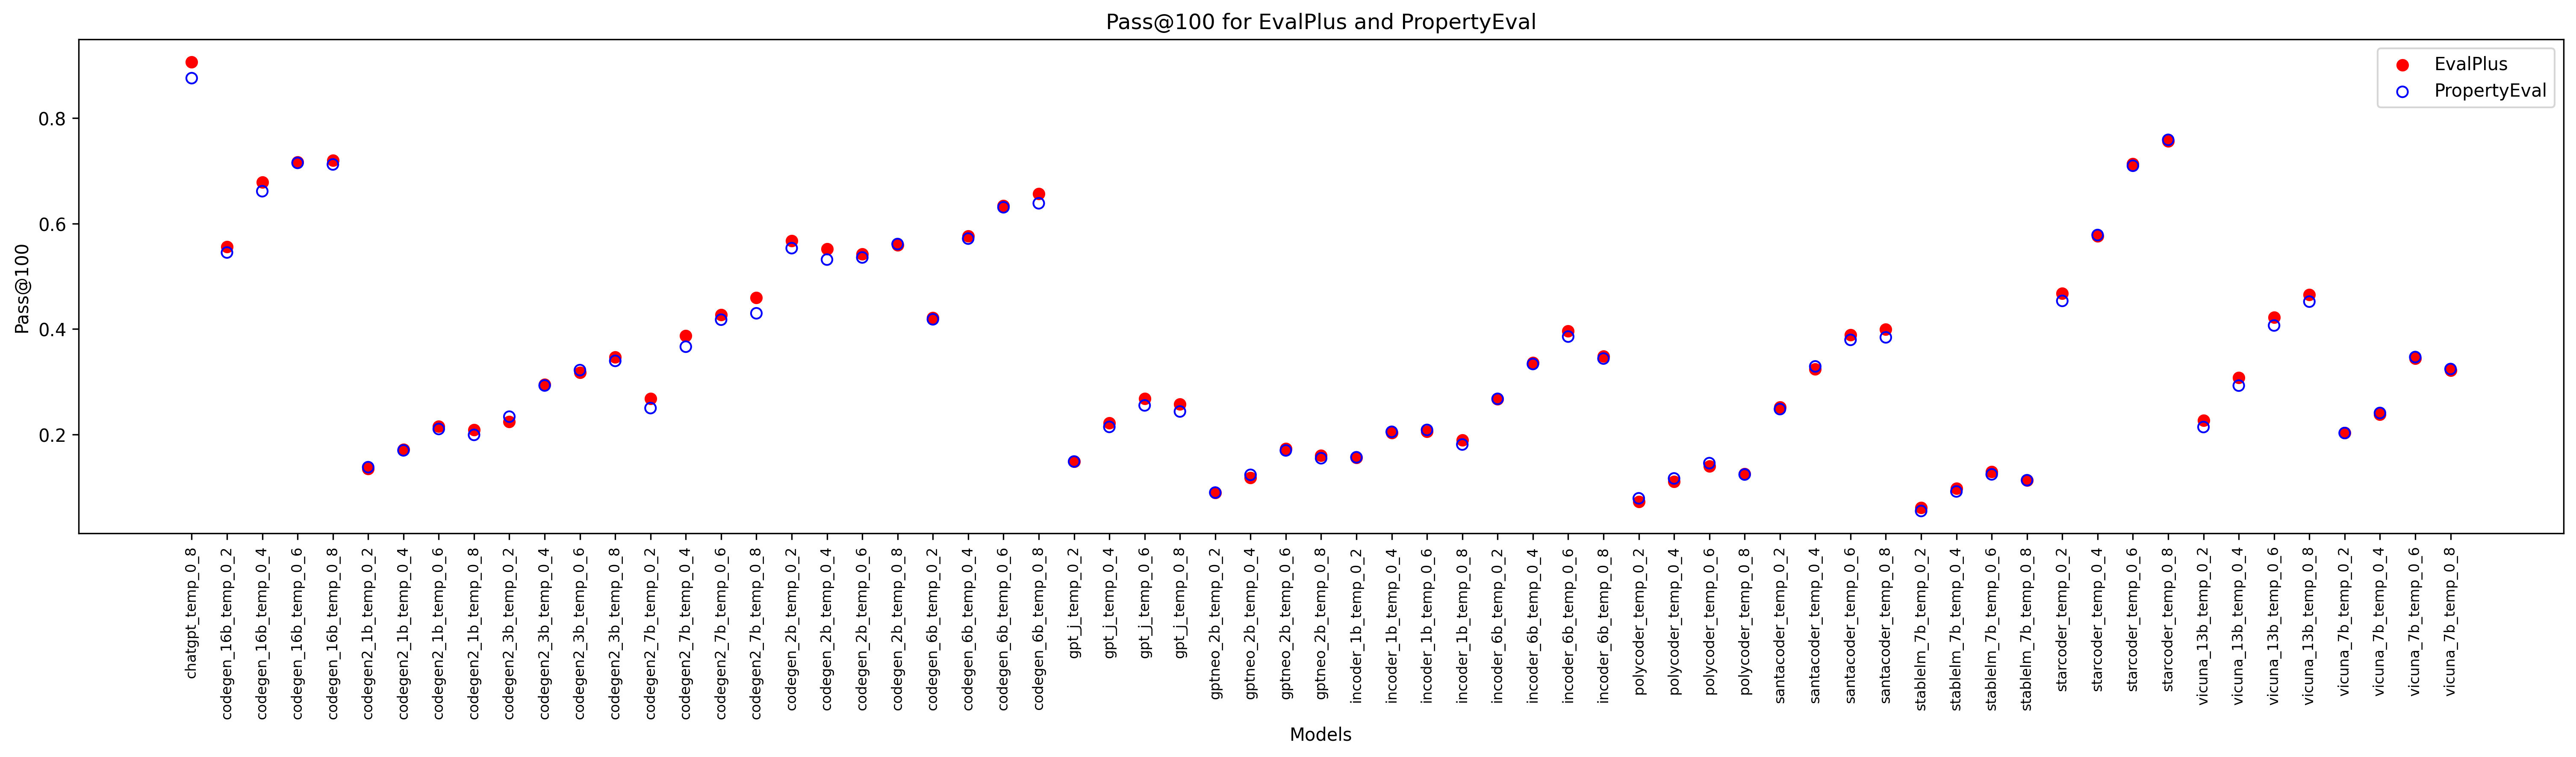 Pass@100 for EvalPlus and PropertyEval
EvalPlus
PropertyEval
Pass@100
0.8
0.6
0.4
0.2
chatgpt_temp_0_8
codegen_16b_temp_0_2
codegen_16b_temp_0_4
codegen_16b_temp_0_6
codegen_16b_temp_0_8
codegen2_1b_temp_0_2
codegen2_1b_temp_0_4
codegen2_1b_temp_0_6
codegen2_1b_temp_0_8
codegen2_3b_temp_0_2
codegen2_3b_temp_0_4
codegen2_3b_temp_0_6
codegen2_3b_temp_0_8
codegen2_7b_temp_0_2
codegen2_7b_temp_0_4
codegen2_7b_temp_0_6
codegen2_7b_temp_0_8
codegen_2b_temp_0_2
codegen_2b_temp_0_4
codegen_2b_temp_0_6
codegen_2b_temp_0_8
codegen_6b_temp_0_2
codegen_6b_temp_0_4
codegen_6b_temp_0_6
codegen_6b_temp_0_8
gpt_j_temp_0_2
gpt_j_temp_0_4
gpt_j_temp_0_6
gpt_j_temp_0_8
gptneo_2b_temp_0_2
gptneo_2b_temp_0_4
gptneo_2b_temp_0_6
gptneo_2b_temp_0_8
incoder_1b_temp_0_2
incoder_1b_temp_0_4
incoder_1b_temp_0_6
incoder_1b_temp_0_8
incoder_6b_temp_0_2
incoder_6b_temp_0_4
incoder_6b_temp_0_6
incoder_6b_temp_0_8
polycoder_temp_0_2
polycoder_temp_0_4
polycoder_temp_0_6
polycoder_temp_0_8
santacoder_temp_0_2
santacoder_temp_0_4
santacoder_temp_0_6
santacoder_temp_0_8
stablelm_7b_temp_0_2
stablelm_7b_temp_0_4
stablelm_7b_temp_0_6
stablelm_7b_temp_0_8
starcoder_temp_0_2
starcoder_temp_0_4
starcoder_temp_0_6
starcoder_temp_0_8
vicuna_13b_temp_0_2
vicuna_13b_temp_0_4
vicuna_13b_temp_0_6
vicuna_13b_temp_0_8
vicuna_7b_temp_0_2
vicuna_7b_temp_0_4
vicuna_7b_temp_0_6
vicuna_7b_temp_0_8
Models